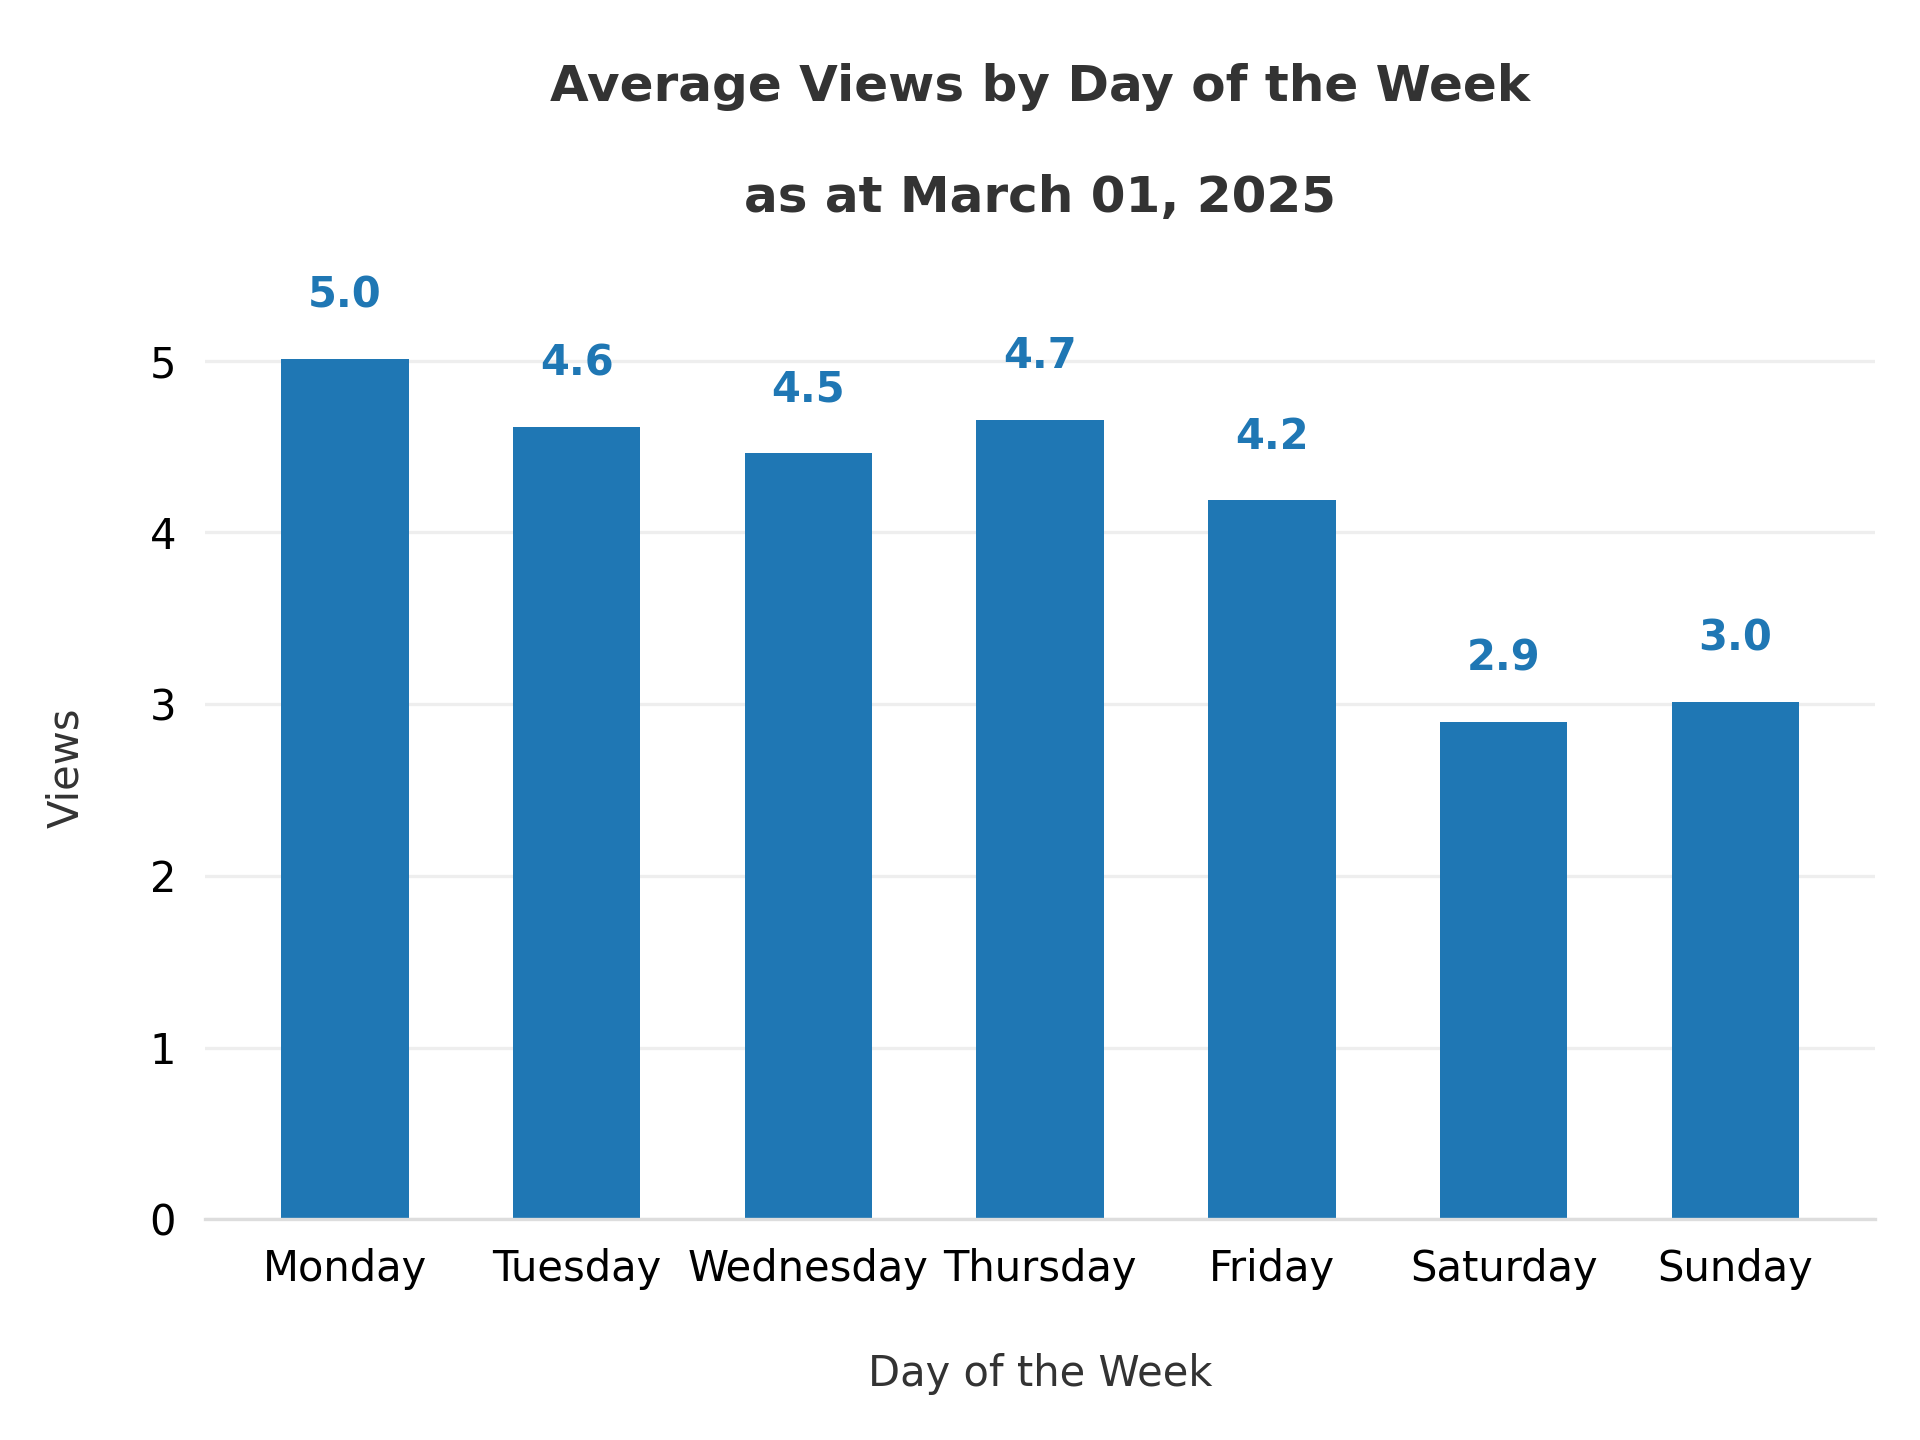 Average Views by Day of the Week
as at March 01, 2025
5.0
4.6
4.5
4.7
4.2
2.9
3.0
5
4
3
2
1
0
Views
Monday Tuesday Wednesday Thursday Friday Saturday Sunday
Day of the Week